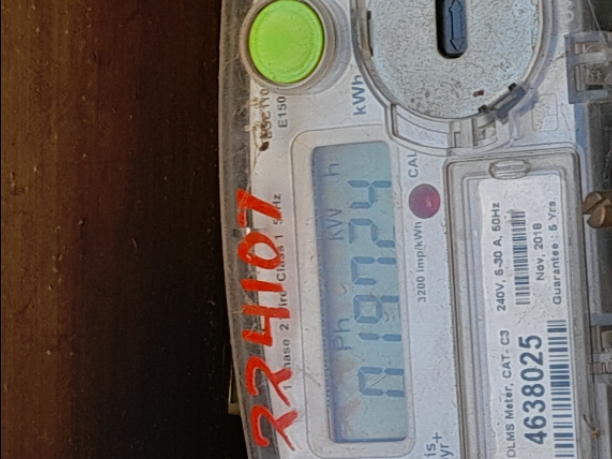 224107
E150
kWh
1 Phase 2 Wire Class 1 50Hz
Ph kW h
019724
CAL
3200 imp/kWh
240V, 5-30 A, 50Hz
Nov, 2018
Guarantee : 5 Yrs.
DLMS Meter, CAT- C3
4638025